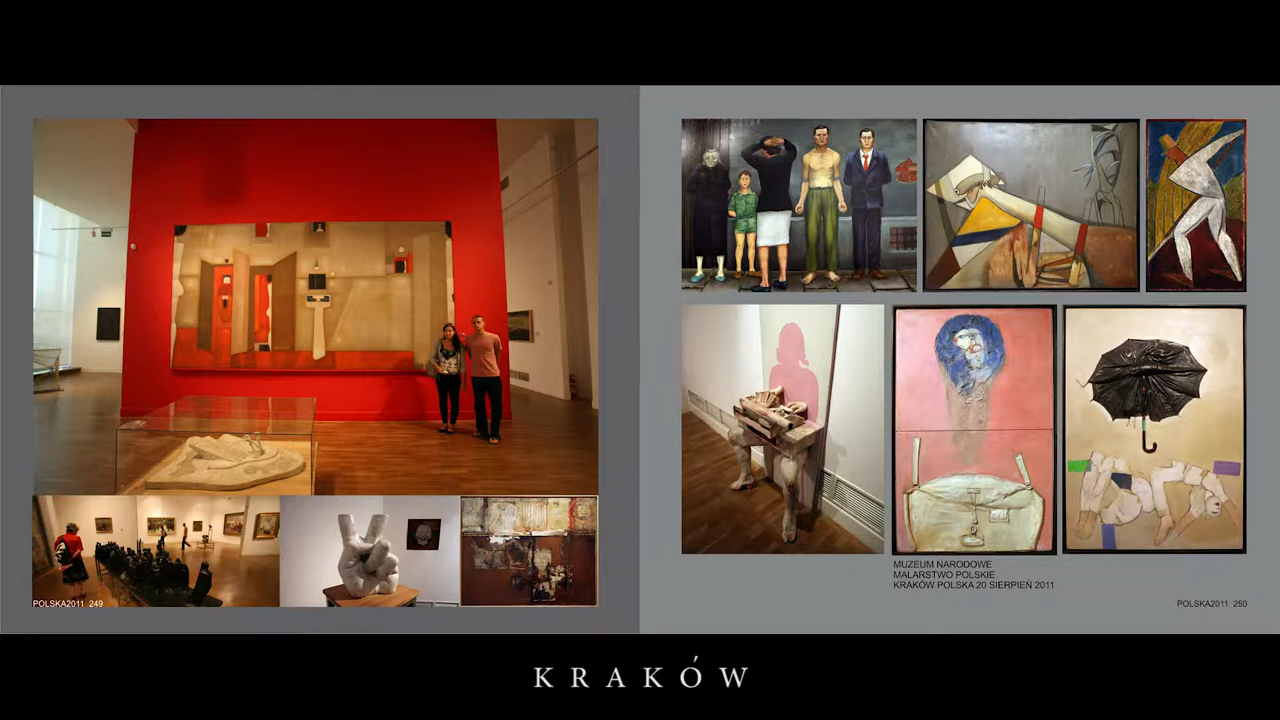 POLSKA2011 249
MUZEUM NARODOWE
MALARSTWO POLSKIE
KRAKÓW POLSKA 20 SIERPIEŃ 2011
POLSKA2011 250
KRAKÓW